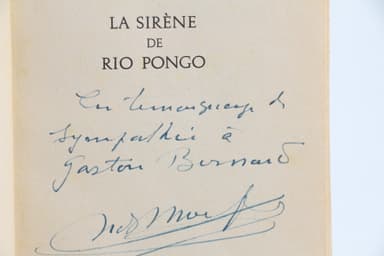 LA SIRÈNE
DE
RIO PONGO
En témoignage de
sympathie à
Gaston Bernard